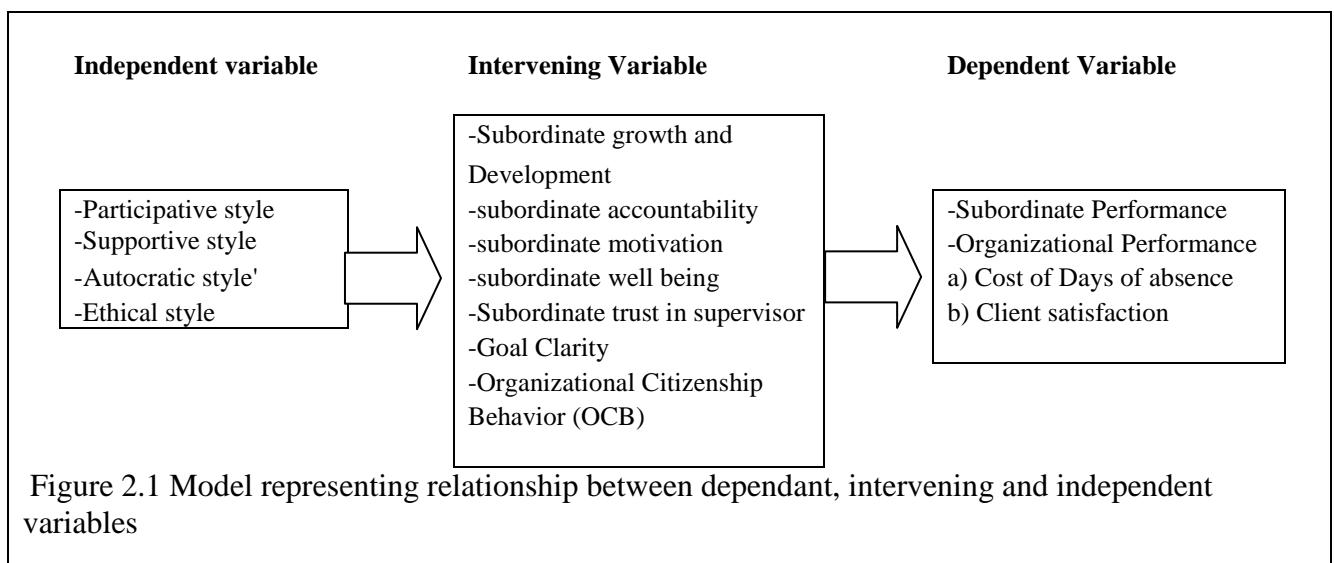 Independent variable
Intervening Variable
Dependent Variable
-Participative style
-Supportive style
-Autocratic style'
-Ethical style
-Subordinate growth and
Development
-subordinate accountability
-subordinate motivation
-subordinate well being
-Subordinate trust in supervisor
-Goal Clarity
-Organizational Citizenship
Behavior (OCB)
-Subordinate Performance
-Organizational Performance
a) Cost of Days of absence
b) Client satisfaction
Figure 2.1 Model representing relationship between dependant, intervening and independent
variables